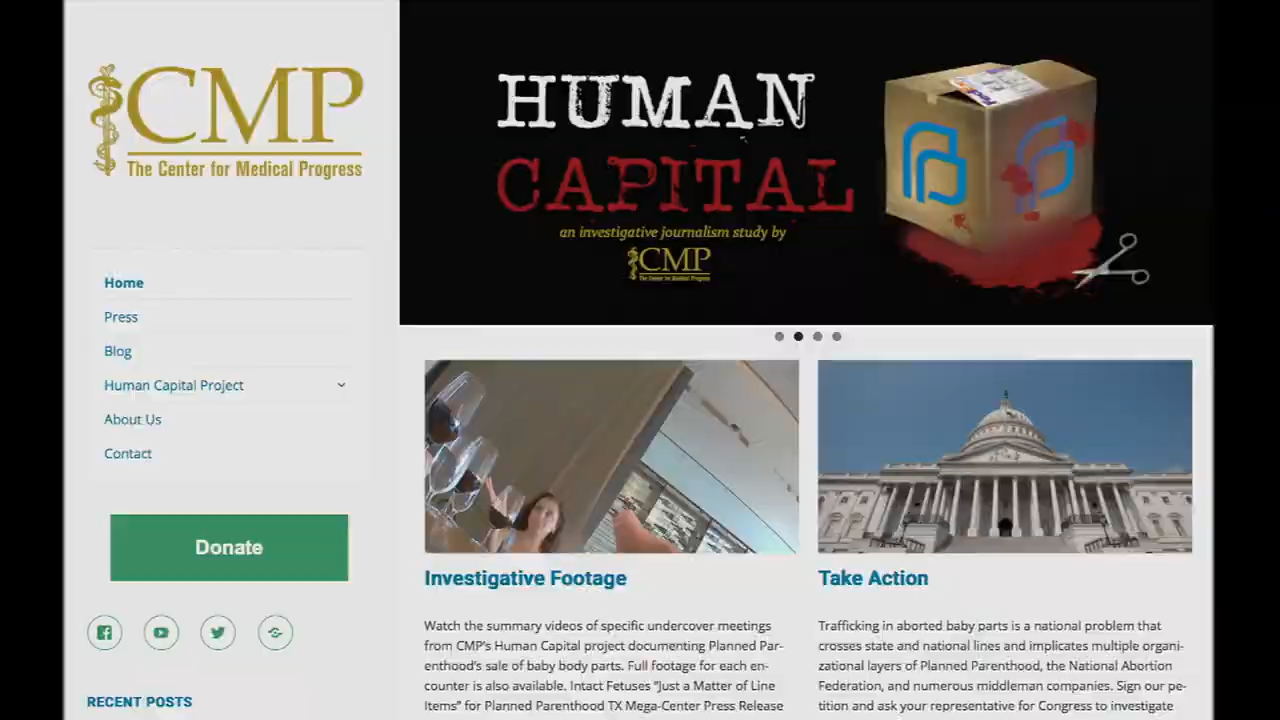 CMP
The Center for Medical Progress
Home
Press
Blog
Human Capital Project
About Us
Contact
Donate
RECENT POSTS
HUMAN
CAPITAL
an investigative journalism study by
CMP
The Center for Medical Progress
Investigative Footage
Watch the summary videos of specific undercover meetings
from CMP's Human Capital project documenting Planned Par-
enthood's sale of baby body parts. Full footage for each en-
counter is also available. Intact Fetuses "Just a Matter of Line
Items" for Planned Parenthood TX Mega-Center Press Release
Take Action
Trafficking in aborted baby parts is a national problem that
crosses state and national lines and implicates multiple organi-
zational layers of Planned Parenthood, the National Abortion
Federation, and numerous middleman companies. Sign our pe-
tition and ask your representative for Congress to investigate